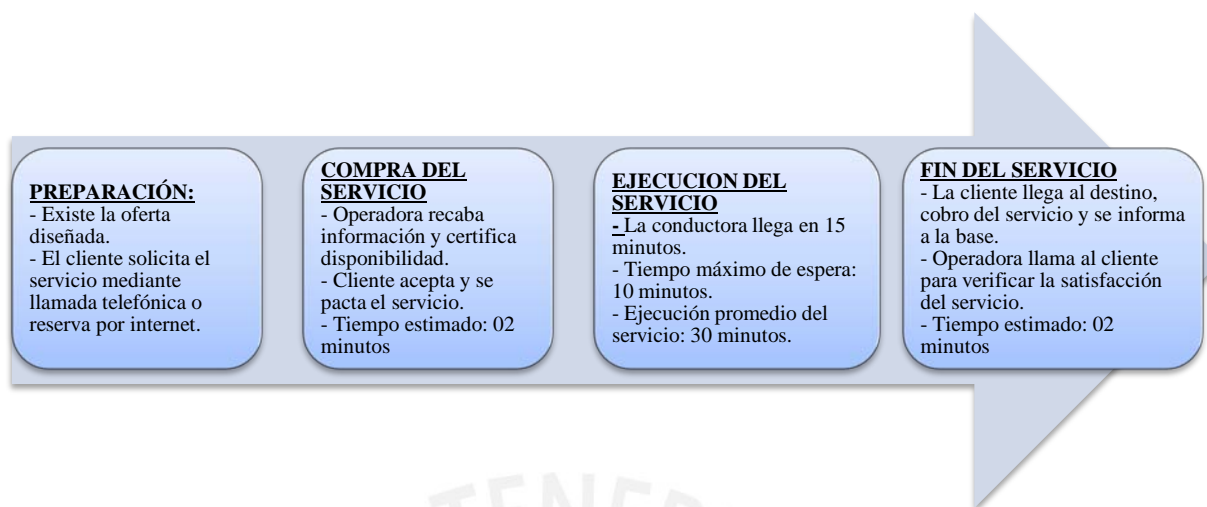 PREPARACIÓN:
- Existe la oferta
diseñada.
- El cliente solicita el
servicio mediante
llamada telefónica o
reserva por internet.
COMPRA DEL
SERVICIO
- Operadora recaba
información y certifica
disponibilidad.
- Cliente acepta y se
pacta el servicio.
- Tiempo estimado: 02
minutos
EJECUCION DEL
SERVICIO
- La conductora llega en 15
minutos.
- Tiempo máximo de espera:
10 minutos.
- Ejecución promedio del
servicio: 30 minutos.
FIN DEL SERVICIO
- La cliente llega al destino,
cobro del servicio y se informa
a la base.
- Operadora llama al cliente
para verificar la satisfacción
del servicio.
- Tiempo estimado: 02
minutos